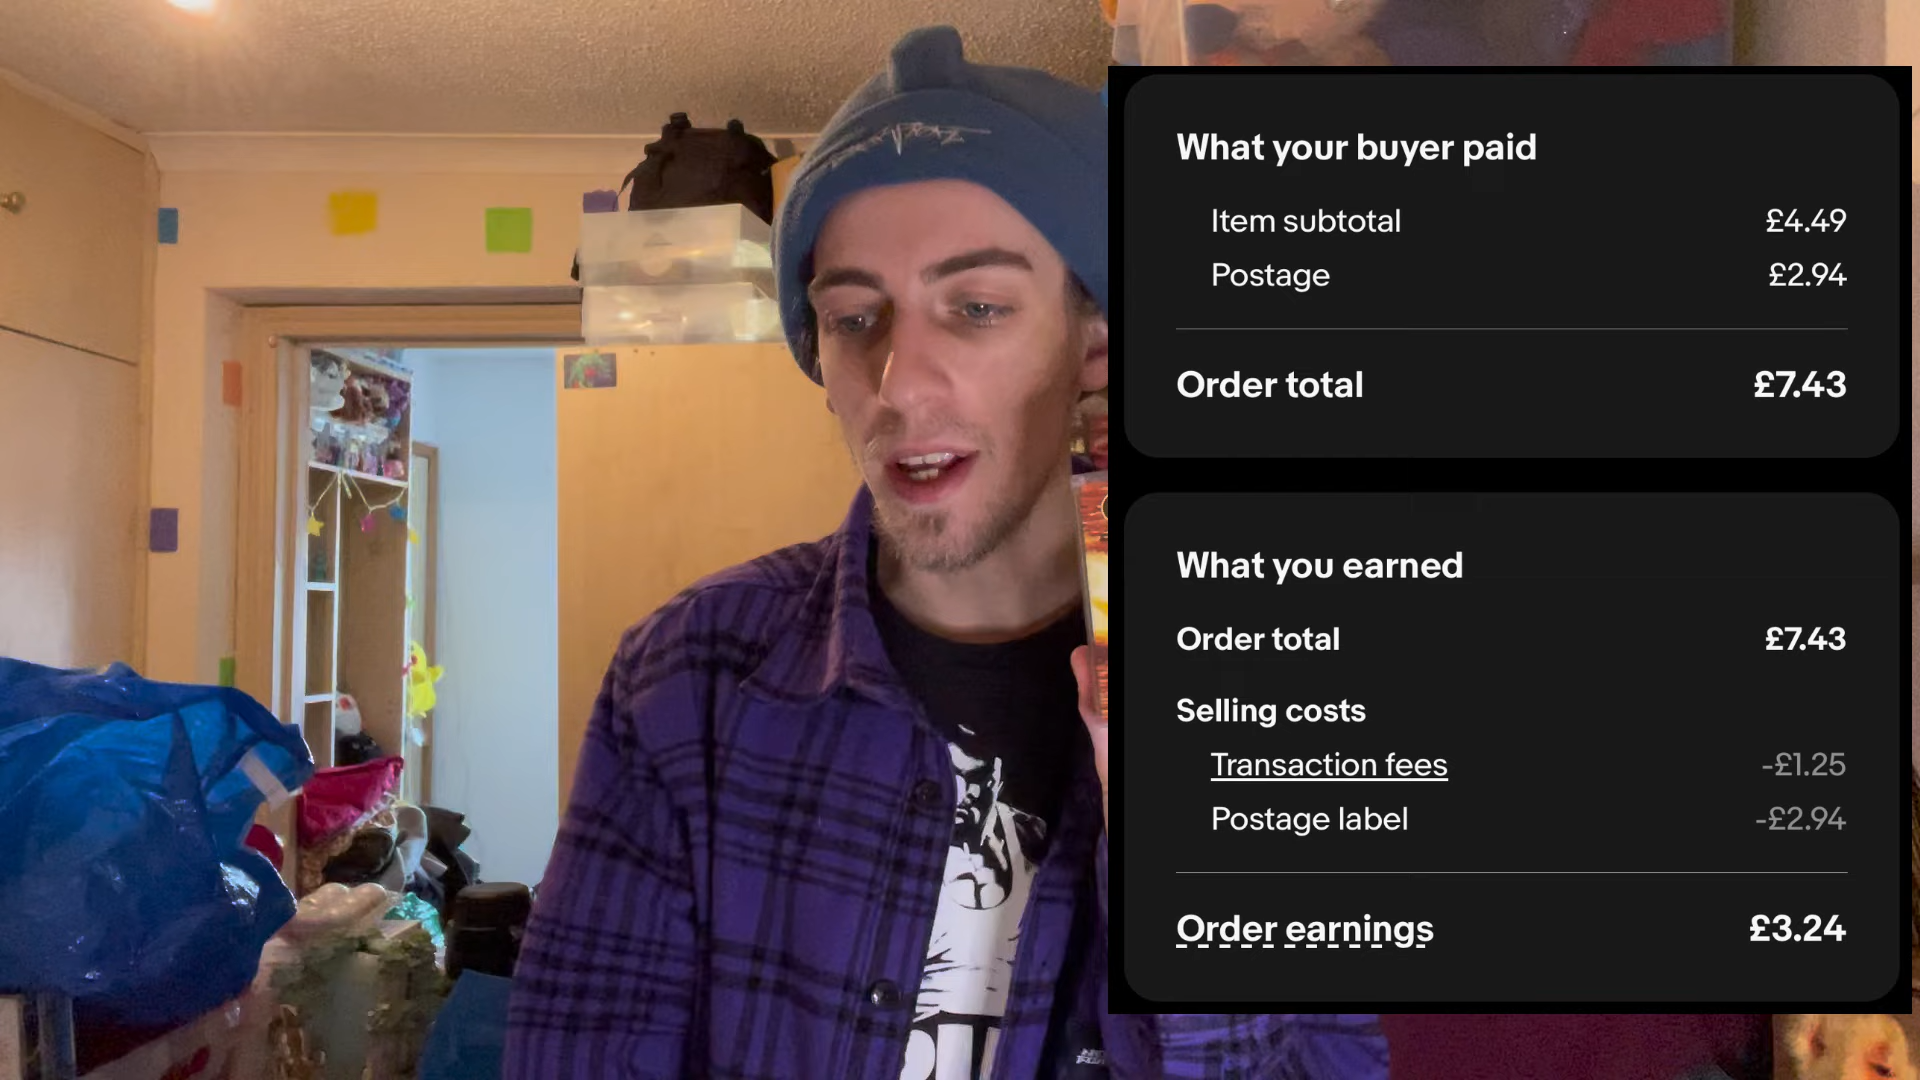 What your buyer paid
Item subtotal £4.49
Postage £2.94
Order total £7.43
What you earned
Order total £7.43
Selling costs
Transaction fees -£1.25
Postage label -£2.94
Order earnings £3.24